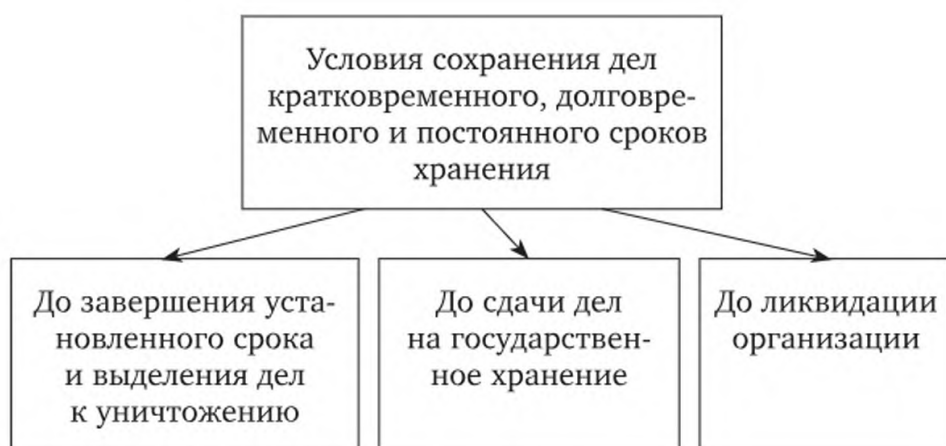 Условия сохранения дел
кратковременного, долговре-
менного и постоянного сроков
хранения
До завершения уста-
новленного срока
и выделения дел
к уничтожению
До сдачи дел
на государствен-
ное хранение
До ликвидации
организации